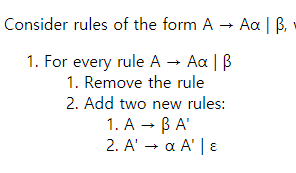 Consider rules of the form A → Aα | β,
1. For every rule A → Aα | β
1. Remove the rule
2. Add two new rules:
1. A → β A'
2. A' → α A' | ε